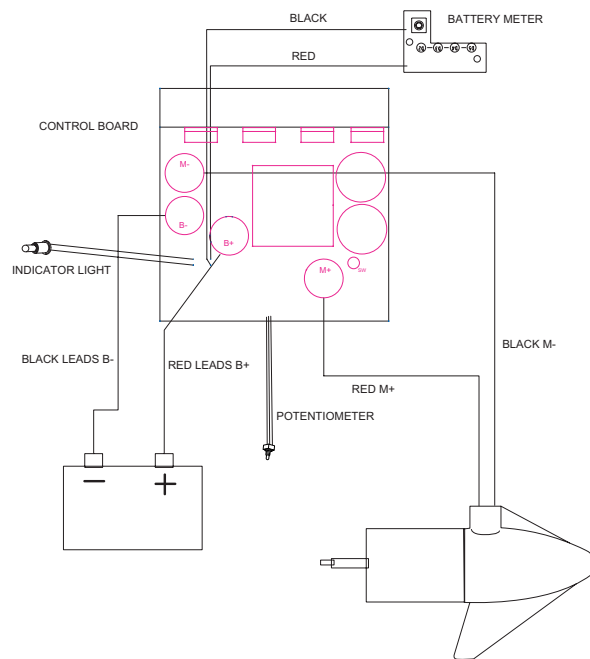 BLACK
BATTERY METER
RED
CONTROL BOARD
M-
B-
B+
M+
SW
INDICATOR LIGHT
BLACK LEADS B-
RED LEADS B+
BLACK M-
RED M+
POTENTIOMETER
− +